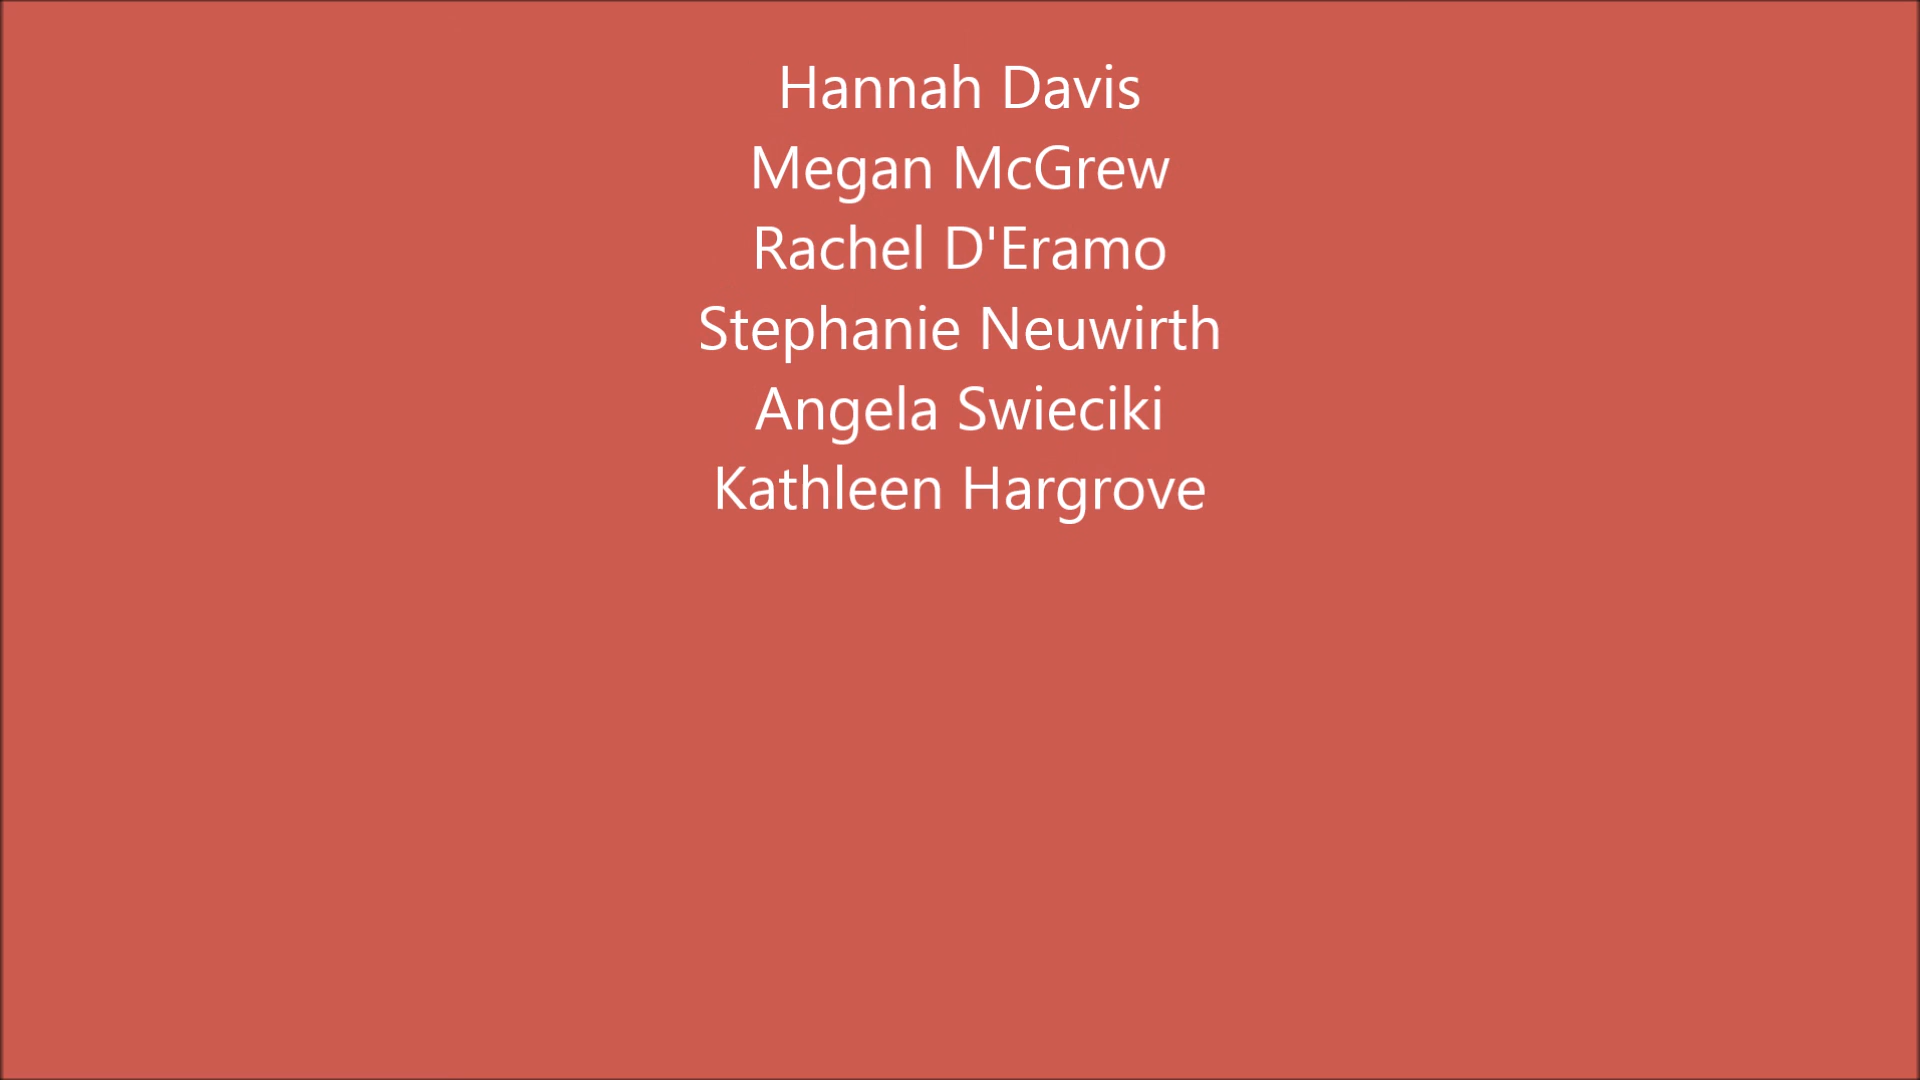 Hannah Davis
Megan McGrew
Rachel D'Eramo
Stephanie Neuwirth
Angela Swieciki
Kathleen Hargrove